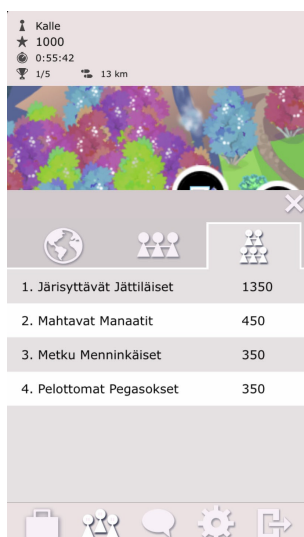 Kalle
1000
0:55:42
1/5 13 km
1. Järisyttävät Jättiläiset 1350
2. Mahtavat Manaatit 450
3. Metku Menninkäiset 350
4. Pelottomat Pegasokset 350